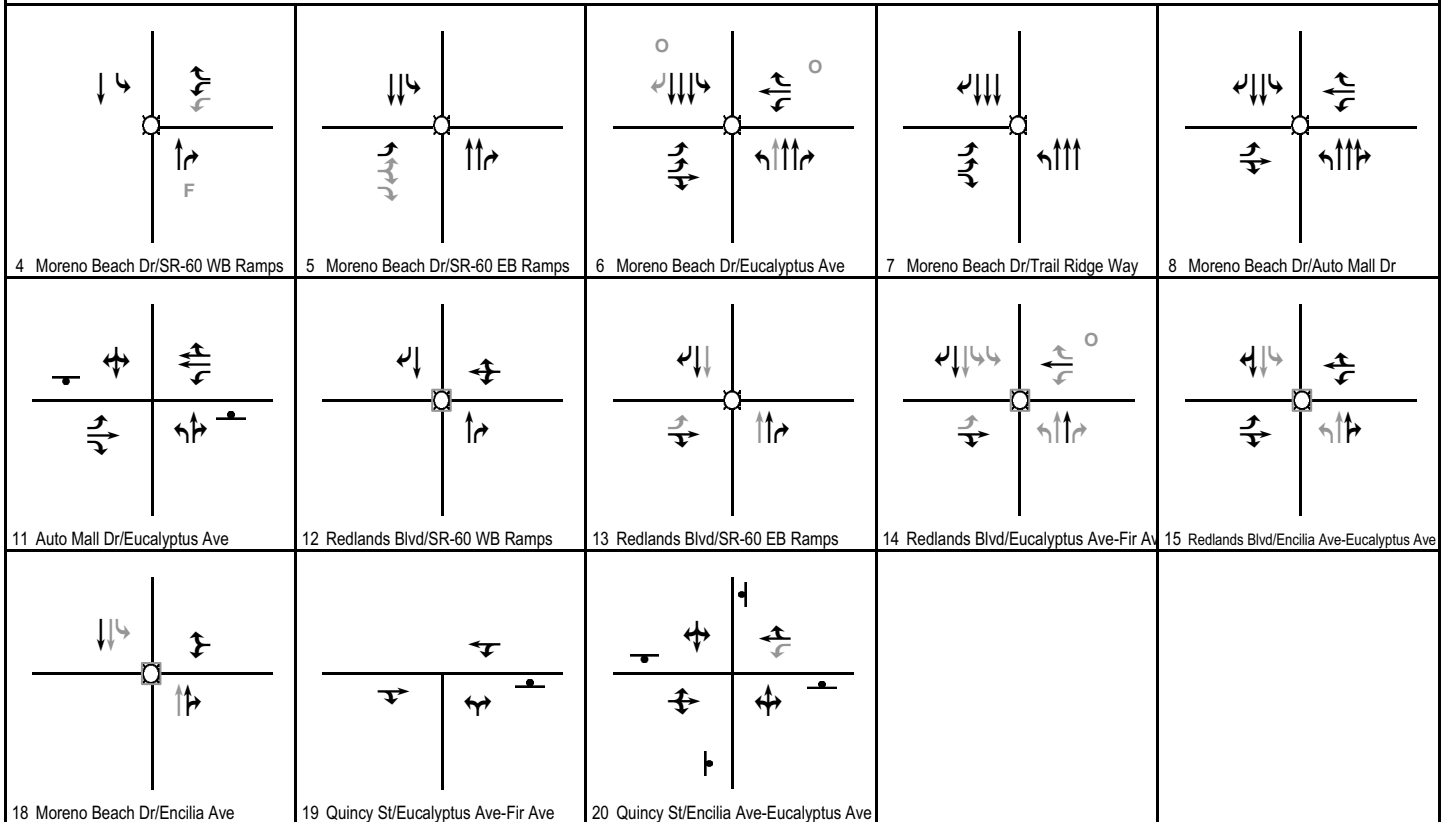 F
4 Moreno Beach Dr/SR-60 WB Ramps
5 Moreno Beach Dr/SR-60 EB Ramps
O
O
6 Moreno Beach Dr/Eucalyptus Ave
7 Moreno Beach Dr/Trail Ridge Way
8 Moreno Beach Dr/Auto Mall Dr
11 Auto Mall Dr/Eucalyptus Ave
12 Redlands Blvd/SR-60 WB Ramps
13 Redlands Blvd/SR-60 EB Ramps
O
14 Redlands Blvd/Eucalyptus Ave-Fir Av
15 Redlands Blvd/Encilia Ave-Eucalyptus Ave
18 Moreno Beach Dr/Encilia Ave
19 Quincy St/Eucalyptus Ave-Fir Ave
20 Quincy St/Encilia Ave-Eucalyptus Ave